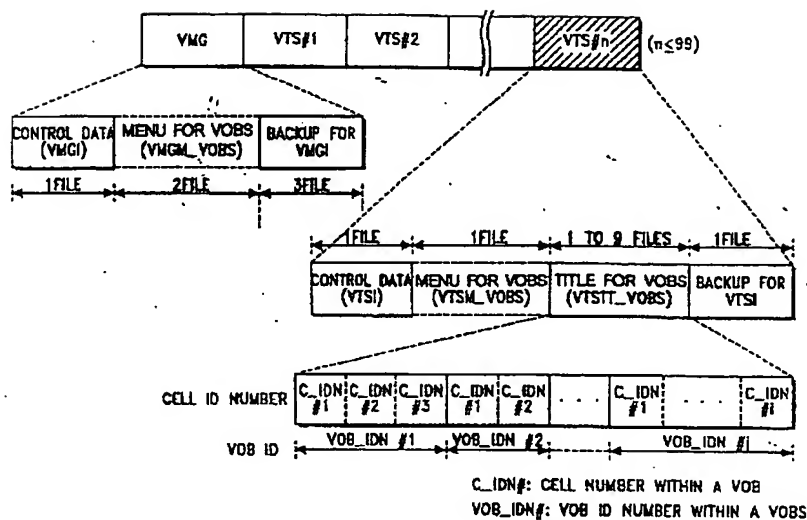 VMG VTS#1 VTS#2 VTS#n (n≤99)
CONTROL DATA (VMGI)
MENU FOR VOBS (VMGM_VOBS)
BACKUP FOR VMGI
1FILE 2FILE 3FILE
1FILE 1FILE 1 TO 9 FILES 1FILE
CONTROL DATA (VTSI)
MENU FOR VOBS (VTSM_VOBS)
TITLE FOR VOBS (VTSTT_VOBS)
BACKUP FOR VTSI
CELL ID NUMBER
C_IDN #1 C_IDN #2 C_IDN #3 C_IDN #1 C_IDN #2 . . . . C_IDN #1 . . . . C_IDN #i
VOB ID VOB_IDN #1 VOB_IDN #2 VOB_IDN #j
C_IDN#: CELL NUMBER WITHIN A VOB
VOB_IDN#: VOB ID NUMBER WITHIN A VOBS